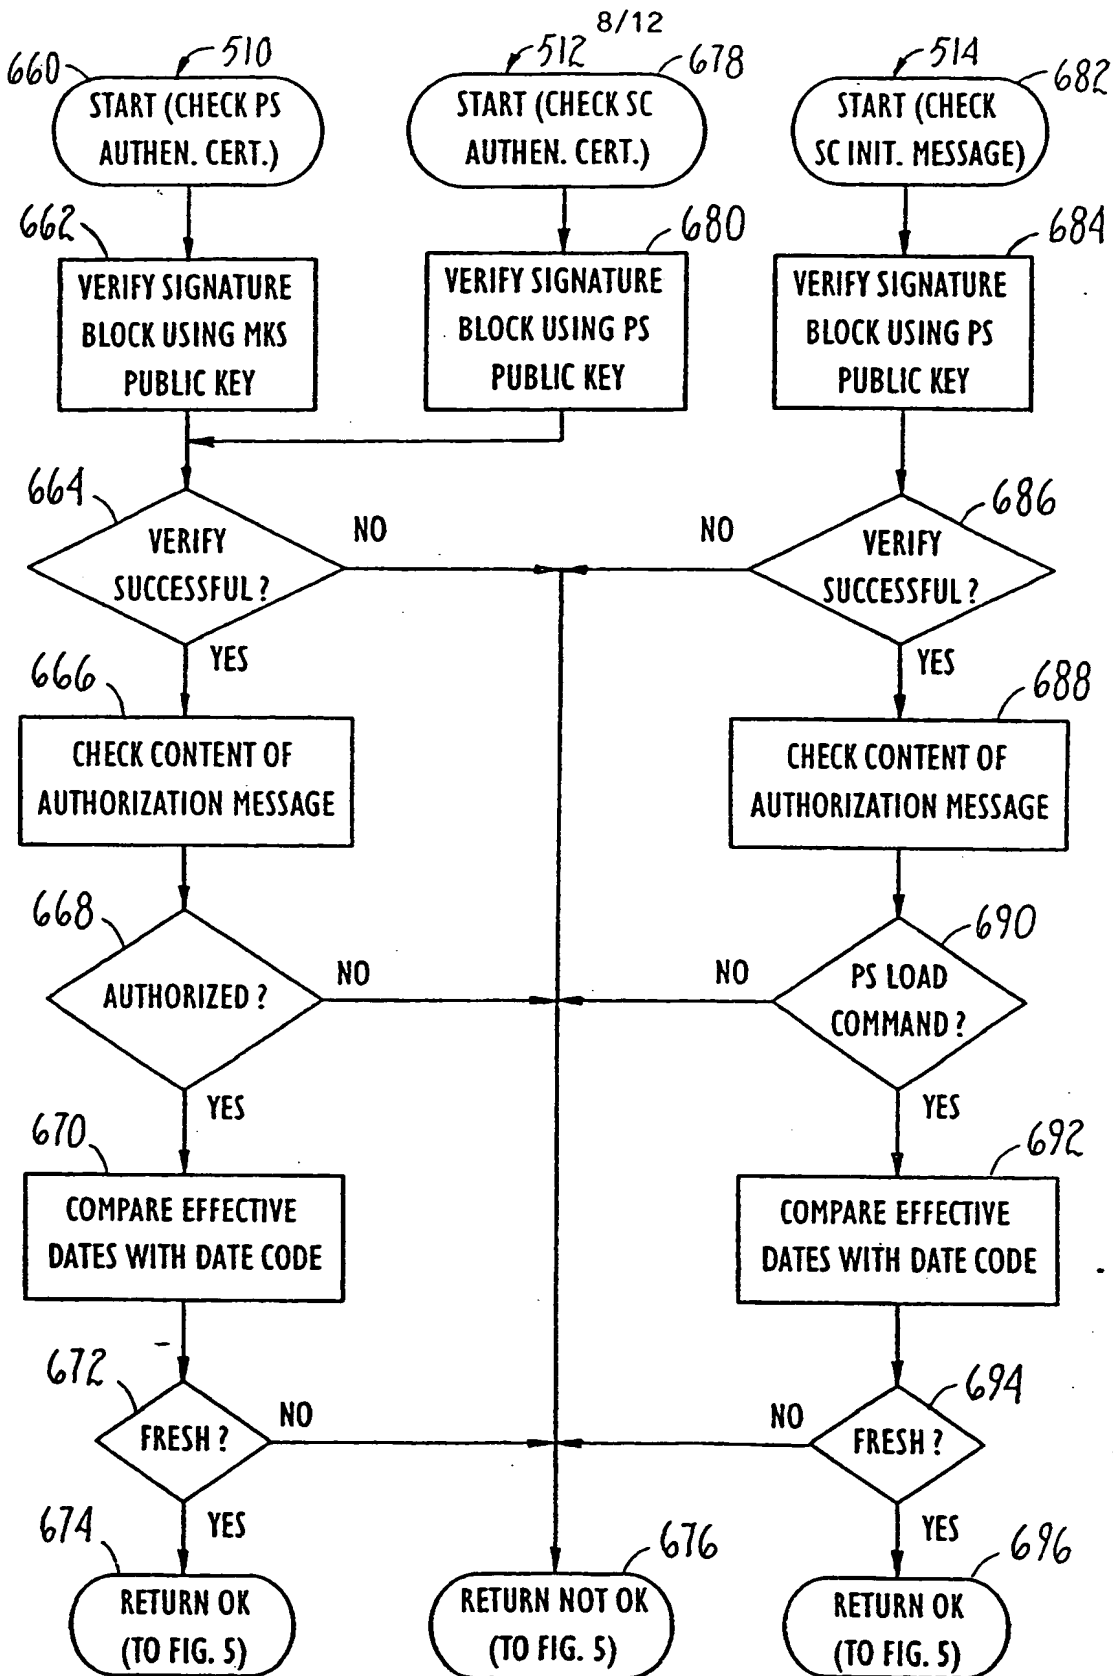 8/12
660
510
START (CHECK PS
AUTHEN. CERT.)
512
678
START (CHECK SC
AUTHEN. CERT.)
514
682
START (CHECK
SC INIT. MESSAGE)
662
VERIFY SIGNATURE
BLOCK USING MKS
PUBLIC KEY
680
VERIFY SIGNATURE
BLOCK USING PS
PUBLIC KEY
684
VERIFY SIGNATURE
BLOCK USING PS
PUBLIC KEY
664
VERIFY
SUCCESSFUL ?
NO
YES
686
VERIFY
SUCCESSFUL ?
NO
YES
666
CHECK CONTENT OF
AUTHORIZATION MESSAGE
688
CHECK CONTENT OF
AUTHORIZATION MESSAGE
668
AUTHORIZED ?
NO
YES
690
PS LOAD
COMMAND ?
NO
YES
670
COMPARE EFFECTIVE
DATES WITH DATE CODE
692
COMPARE EFFECTIVE
DATES WITH DATE CODE
672
FRESH ?
NO
YES
694
FRESH ?
NO
YES
674
RETURN OK
(TO FIG. 5)
676
RETURN NOT OK
(TO FIG. 5)
696
RETURN OK
(TO FIG. 5)